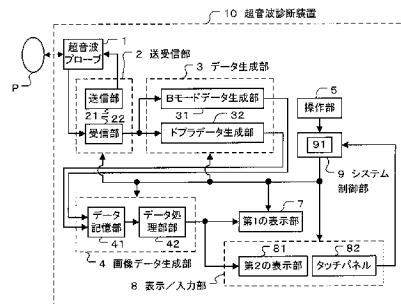 10 超音波診断装置
1
超音波
プローブ
2 送受信部
3 データ生成部
P
送信部
21
22
受信部
Bモードデータ生成部
31
32
ドプラデータ生成部
5
操作部
91
9 システム
制御部
7
データ
記憶部
41
データ処
理部部
42
第1の表示部
4 画像データ生成部
81
82
第2の表示部
タッチパネル
8 表示/入力部